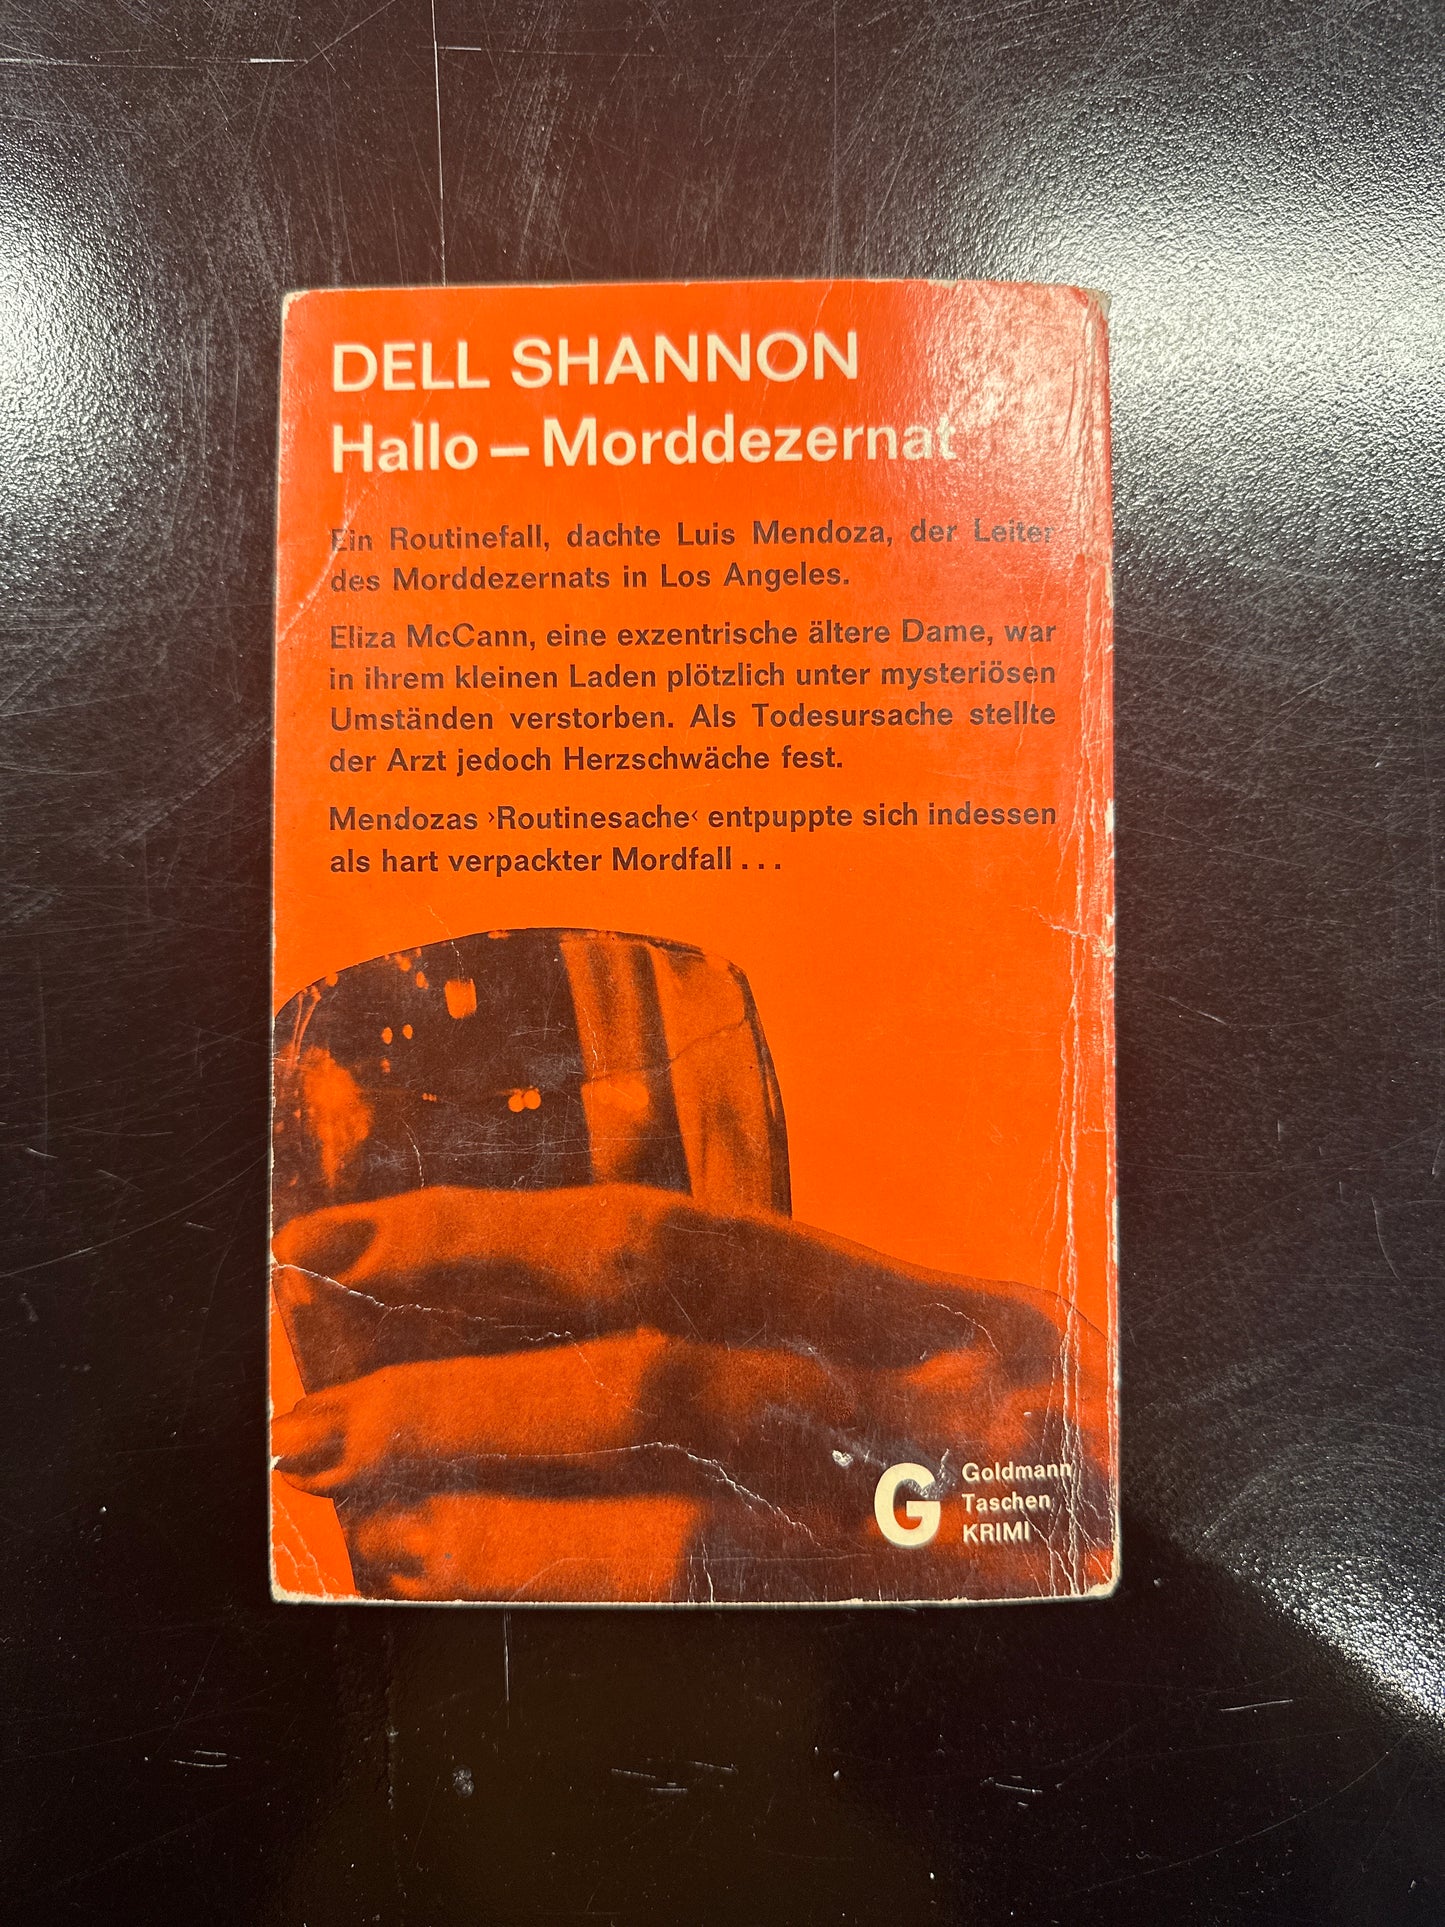 DELL SHANNON
Hallo – Morddezernat
Ein Routinefall, dachte Luis Mendoza, der Leiter
des Morddezernats in Los Angeles.
Eliza McCann, eine exzentrische ältere Dame, war
in ihrem kleinen Laden plötzlich unter mysteriösen
Umständen verstorben. Als Todesursache stellte
der Arzt jedoch Herzschwäche fest.
Mendozas ›Routinesache‹ entpuppte sich indessen
als hart verpackter Mordfall . . .
G
Goldmann
Taschen
KRIMI